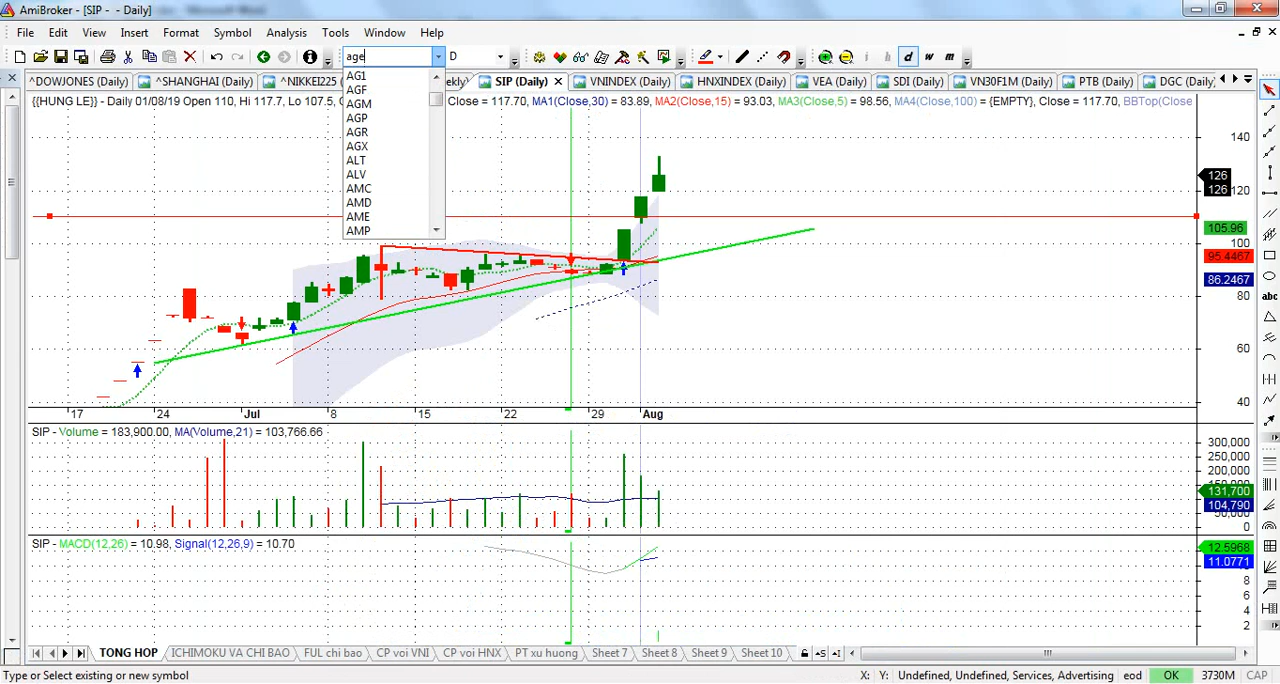 AmiBroker - [SIP - - Daily]
File Edit View Insert Format Symbol Analysis Tools Window Help
age D i h d w m
^DOWJONES (Daily) ^SHANGHAI (Daily) ^NIKKEI225 ekly) SIP (Daily) VNINDEX (Daily) HNXINDEX (Daily) VEA (Daily) SDI (Daily) VN30F1M (Daily) PTB (Daily) DGC (Daily)
{{HUNG LE}} - Daily 01/08/19 Open 110, Hi 117.7, Lo 107.5, Close = 117.70, MA1(Close,30) = 83.89, MA2(Close,15) = 93.03, MA3(Close,5) = 98.56, MA4(Close,100) = {EMPTY}, Close = 117.70, BBTop(Close
AG1
AGF
AGM
AGP
AGR
AGX
ALT
ALV
AMC
AMD
AME
AMP
140
126
126
120
105.96
100
95.4467
86.2467
80
60
40
17 24 Jul 8 15 22 29 Aug
SIP - Volume = 183,900.00, MA(Volume,21) = 103,766.66
300,000
250,000
200,000
131,700
104,790
50,000
0
SIP - MACD(12,26) = 10.98, Signal(12,26,9) = 10.70
12.5968
11.0771
8
6
4
2
TONG HOP ICHIMOKU VA CHI BAO FUL chi bao CP voi VNI CP voi HNX PT xu huong Sheet 7 Sheet 8 Sheet 9 Sheet 10
Type or Select existing or new symbol X: Y: Undefined, Undefined, Services, Advertising eod OK 3730M CAP
abc